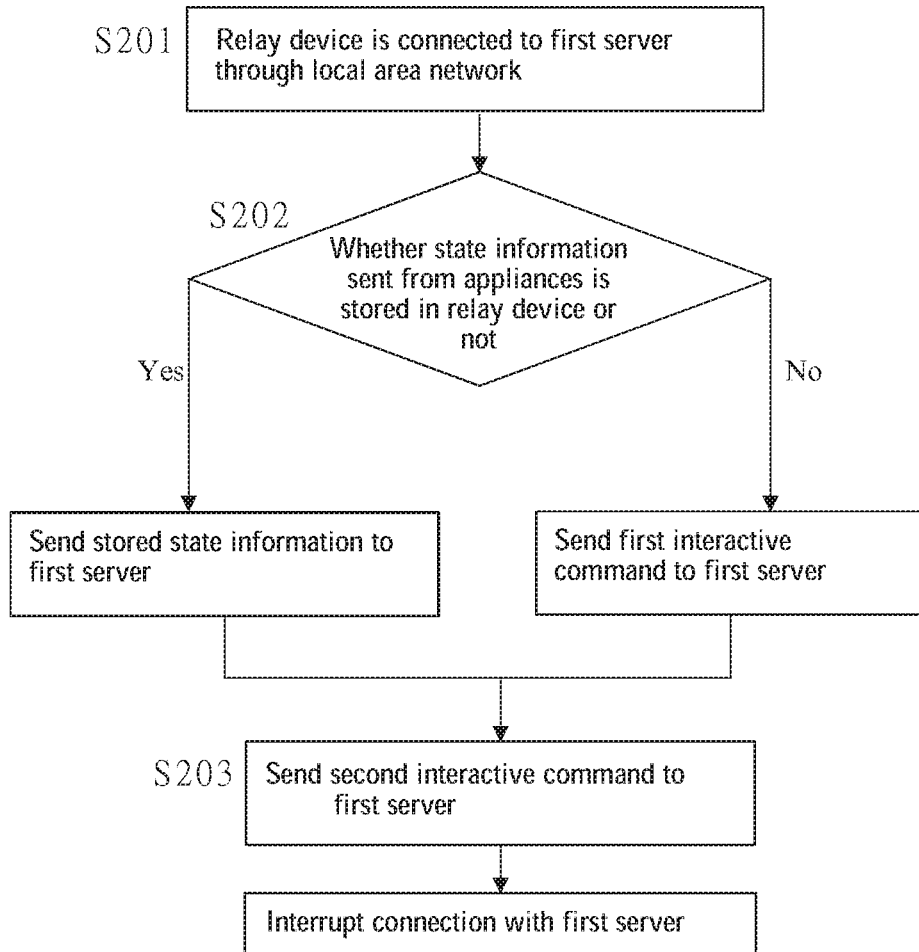 S201
Relay device is connected to first server
through local area network
S202
Whether state information
sent from appliances is
stored in relay device or
not
Yes
No
Send stored state information to
first server
Send first interactive
command to first server
S203
Send second interactive command to
first server
Interrupt connection with first server